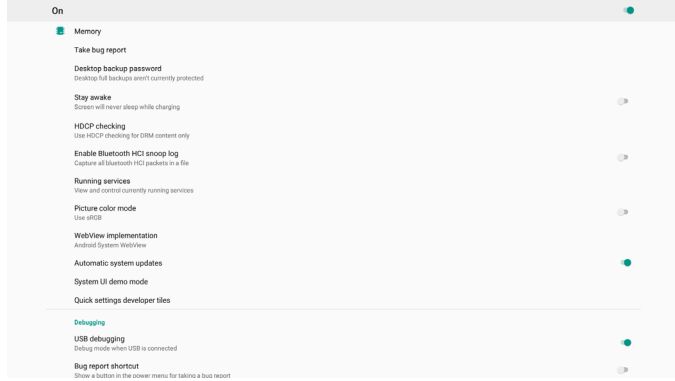 On
Memory
Take bug report
Desktop backup password
Desktop full backups aren't currently protected
Stay awake
Screen will never sleep while charging
HDCP checking
Use HDCP checking for DRM content only
Enable Bluetooth HCI snoop log
Capture all bluetooth HCI packets in a file
Running services
View and control currently running services
Picture color mode
Use sRGB
WebView implementation
Android System WebView
Automatic system updates
System UI demo mode
Quick settings developer tiles
Debugging
USB debugging
Debug mode when USB is connected
Bug report shortcut
Show a button in the power menu for taking a bug report